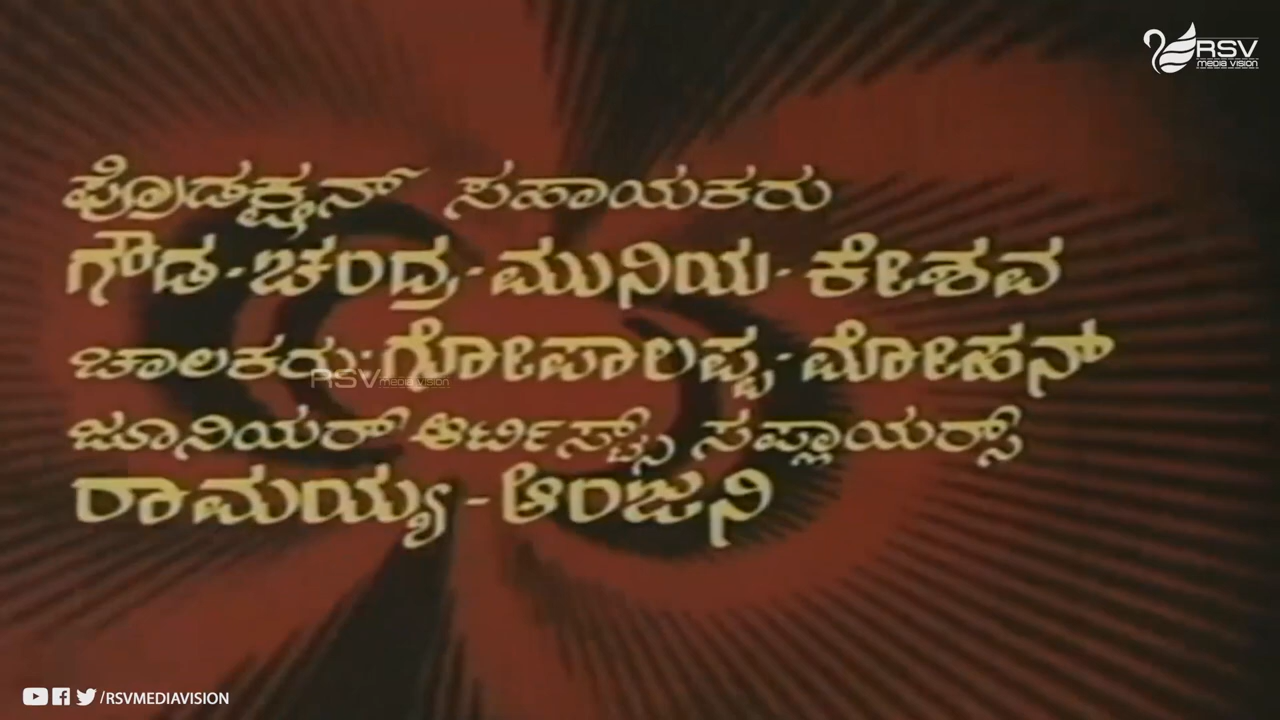 RSV
media vision
ಪ್ರೊಡಕ್ಷನ್ ಸಹಾಯಕರು
ಗೌಡ-ಚಂದ್ರ-ಮುನಿಯ-ಕೇಶವ
ಚಾಲಕರು:ಗೋಪಾಲಪ್ಪ-ಮೋಹನ್
RSV media vision
ಜೂನಿಯರ್ ಆರ್ಟಿಸ್ಟ್ಸ್ ಸಪ್ಲಾಯರ್ಸ್
ರಾಮಯ್ಯ-ಆಂಜನಿ
/RSVMEDIAVISION